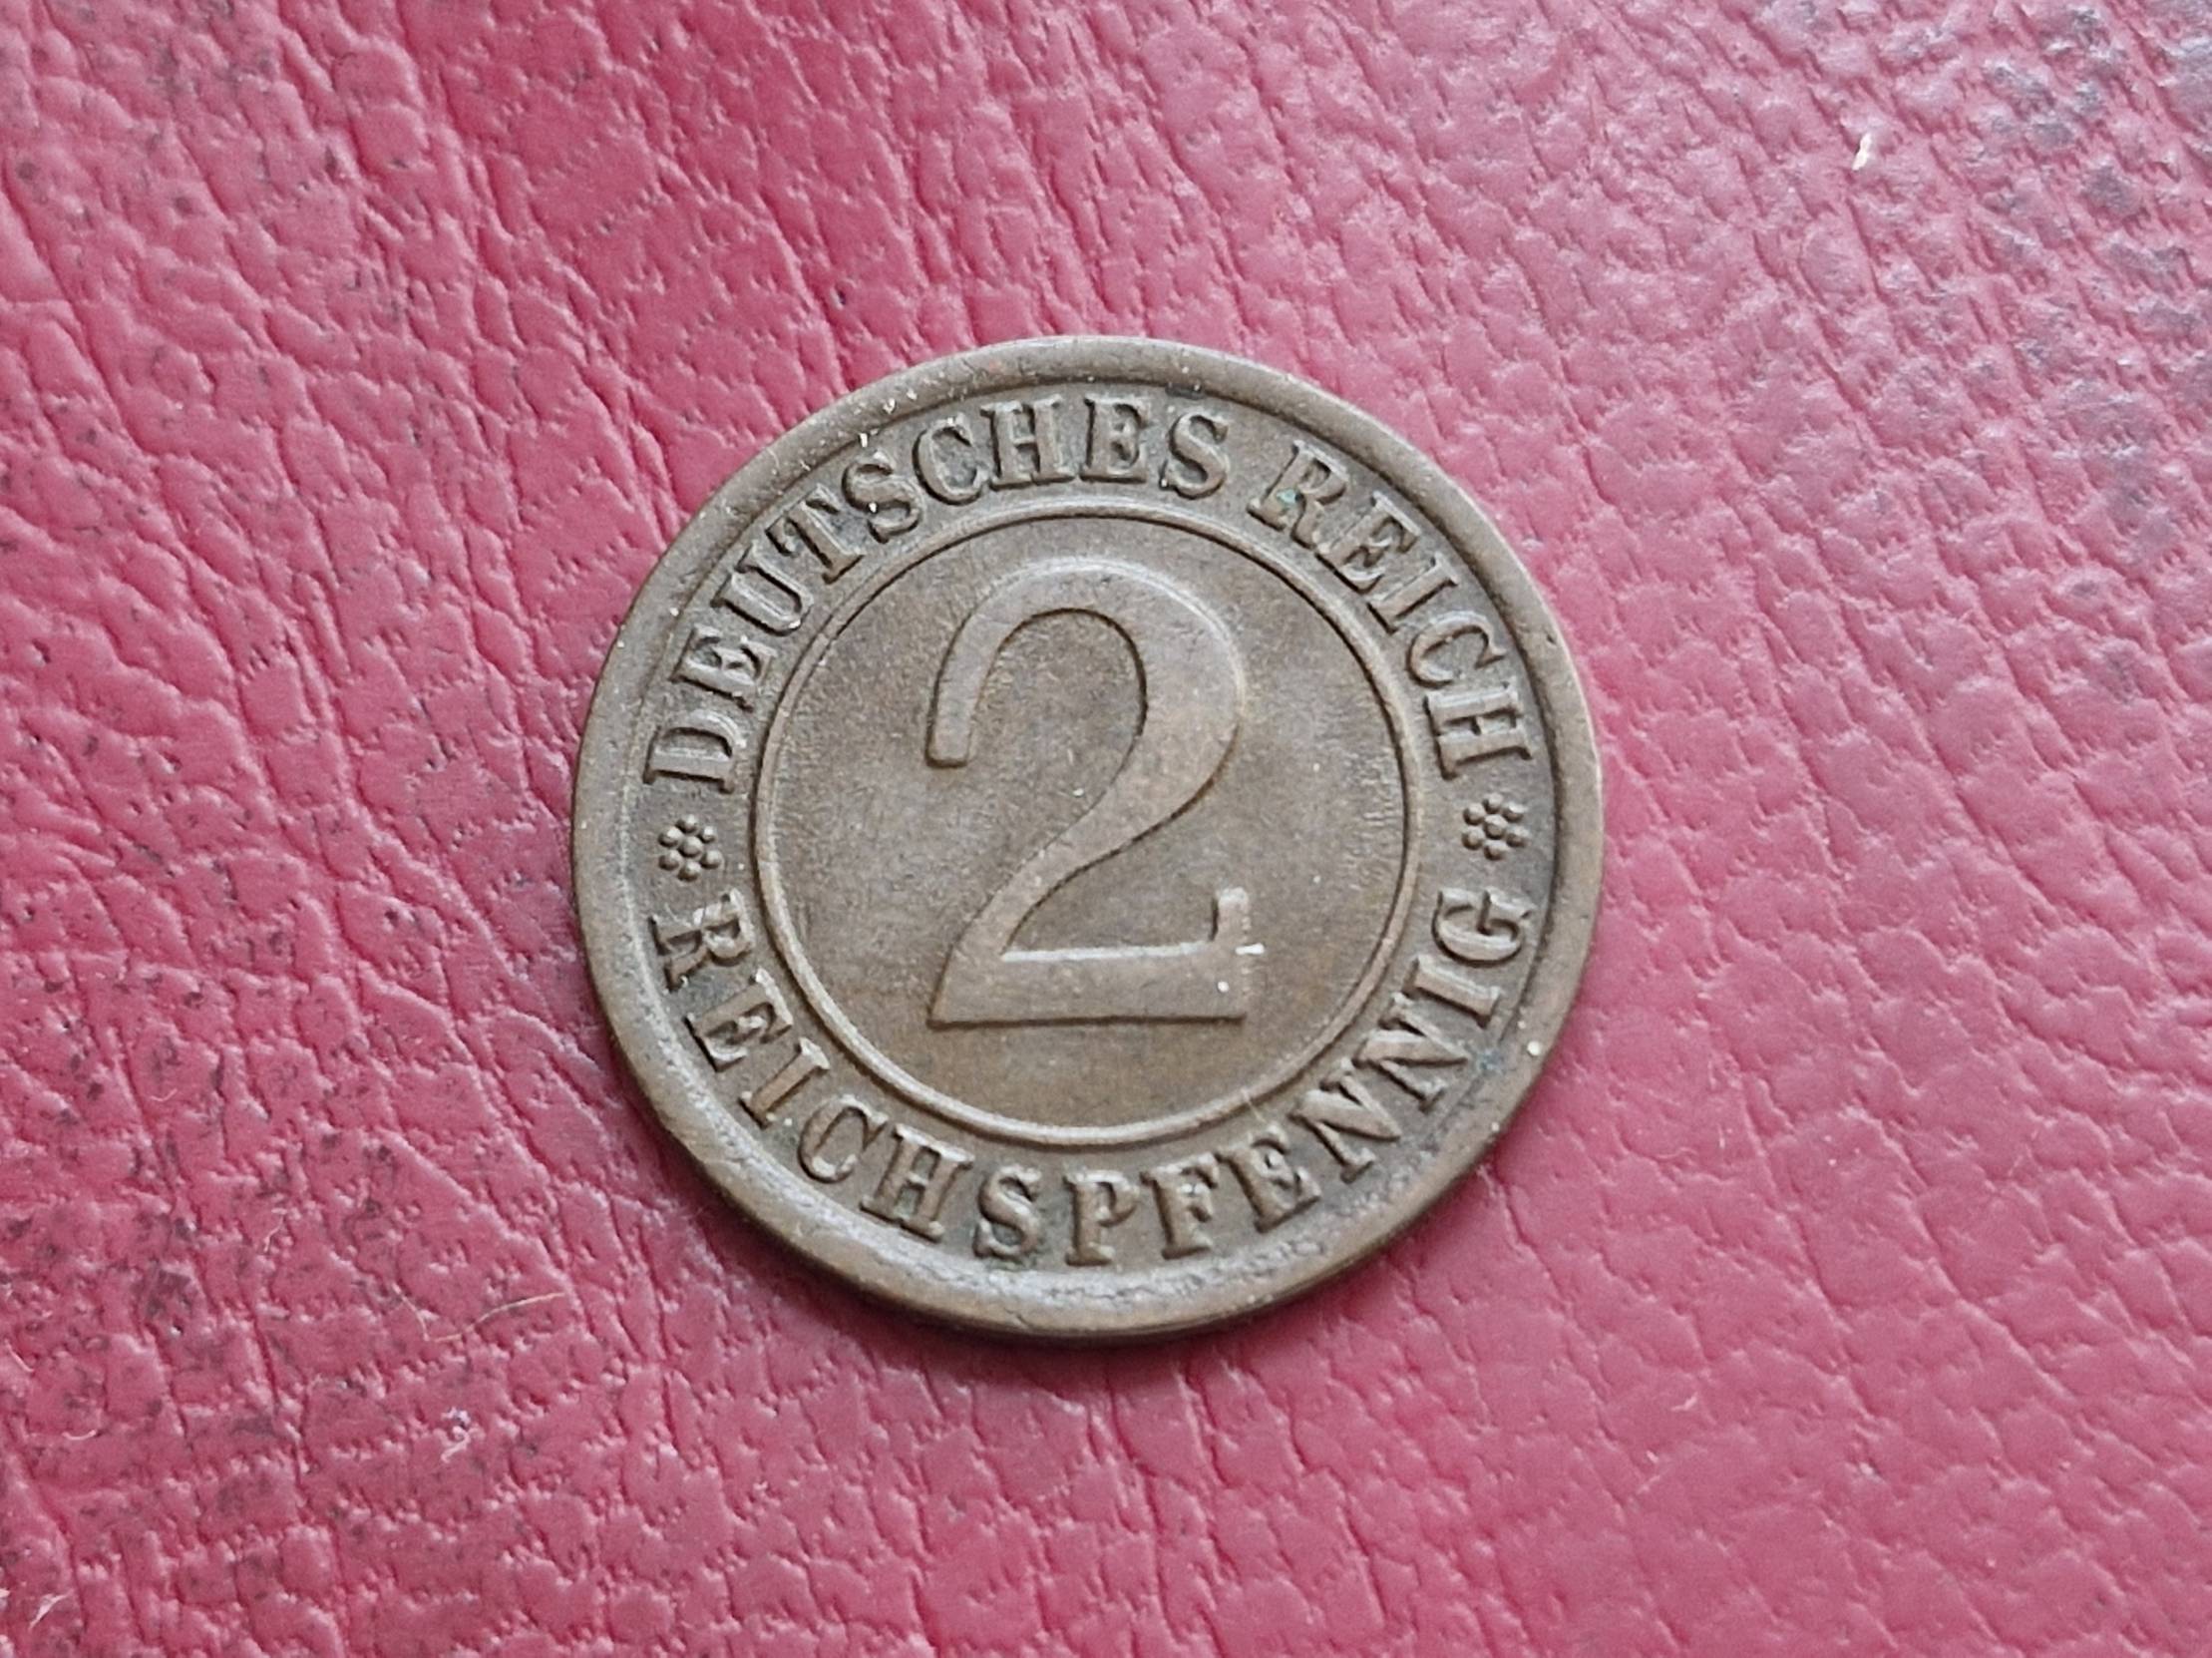 DEUTSCHES REICH
2
REICHSPFENNIG